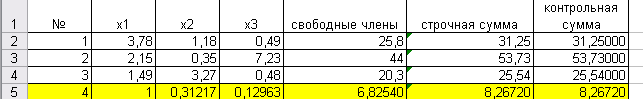 контрольная
1 № x1 x2 x3 свободные члены строчная сумма сумма
2 1 3,78 1,18 0,49 25,8 31,25 31,25000
3 2 2,15 0,35 7,23 44 53,73 53,73000
4 3 1,49 3,27 0,48 20,3 25,54 25,54000
5 4 1 0,31217 0,12963 6,82540 8,26720 8,26720